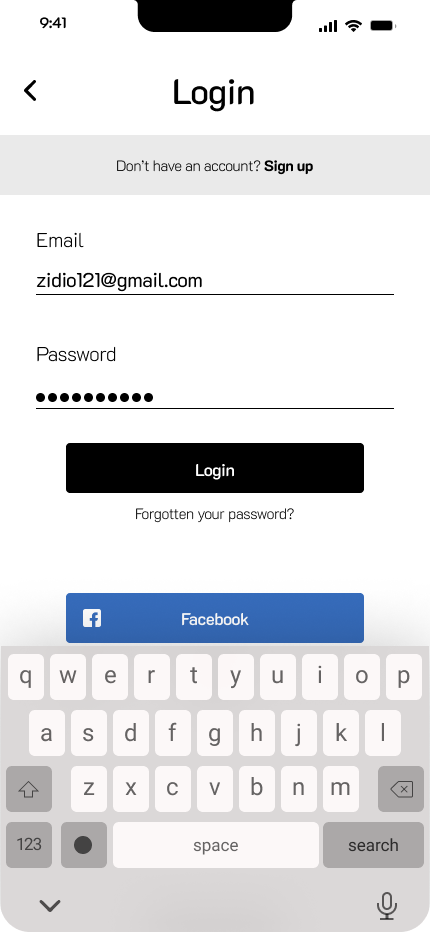 9:41
Login
Don't have an account? Sign up
Email
zidio121@gmail.com
Password
Login
Forgotten your password?
Facebook
q w e r t y u i o p
a s d f g h j k l
z x c v b n m
123 space search